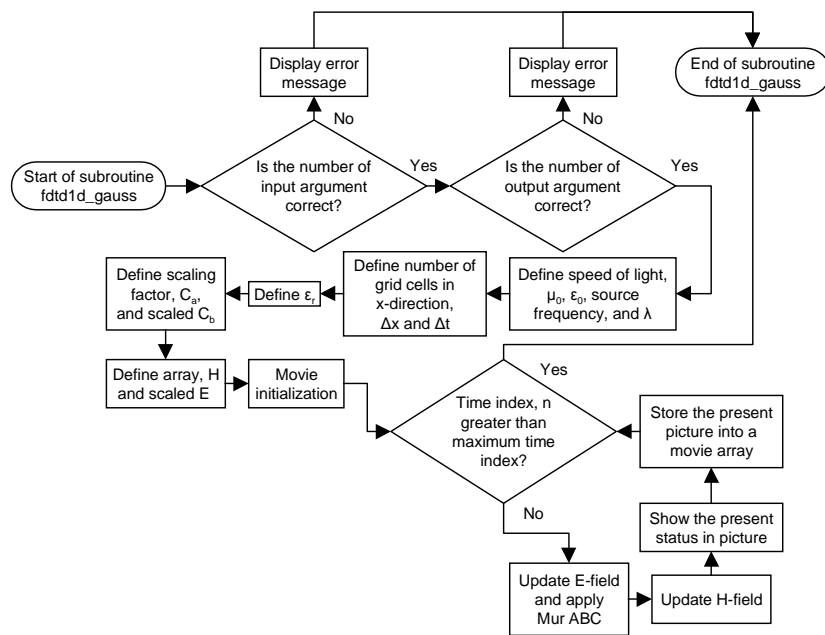 Display error
message
Display error
message
End of subroutine
fdtd1d_gauss
No
No
Start of subroutine
fdtd1d_gauss
Is the number of
input argument
correct?
Yes
Is the number of
output argument
correct?
Yes
Define scaling
factor, Cₐ,
and scaled C_b
Define εᵣ
Define number of
grid cells in
x-direction,
Δx and Δt
Define speed of light,
μ₀, ε₀, source
frequency, and λ
Define array, H
and scaled E
Movie
initialization
Yes
Time index, n
greater than
maximum time
index?
Store the present
picture into a
movie array
No
Show the present
status in picture
Update E-field
and apply
Mur ABC
Update H-field